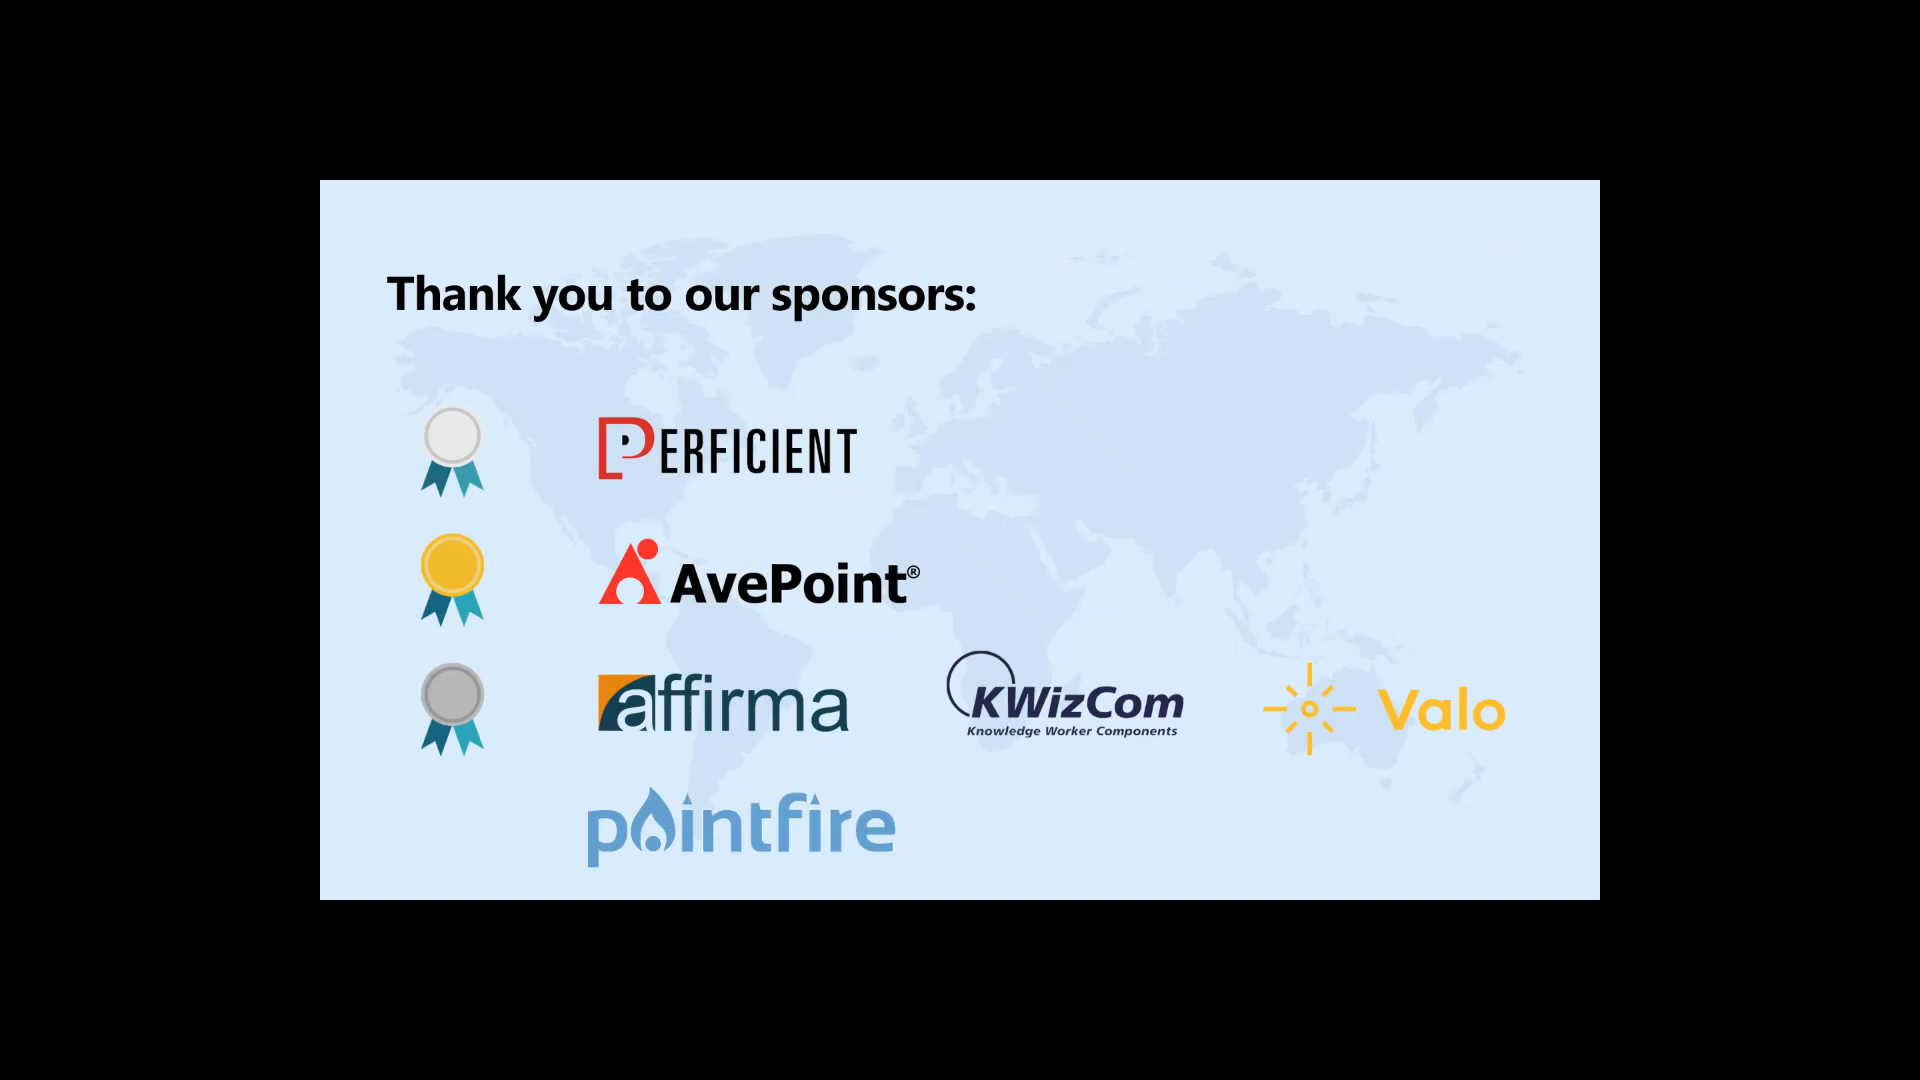 Thank you to our sponsors:
PERFICIENT
AvePoint®
affirma
KWizCom
Knowledge Worker Components
Valo
pointfire